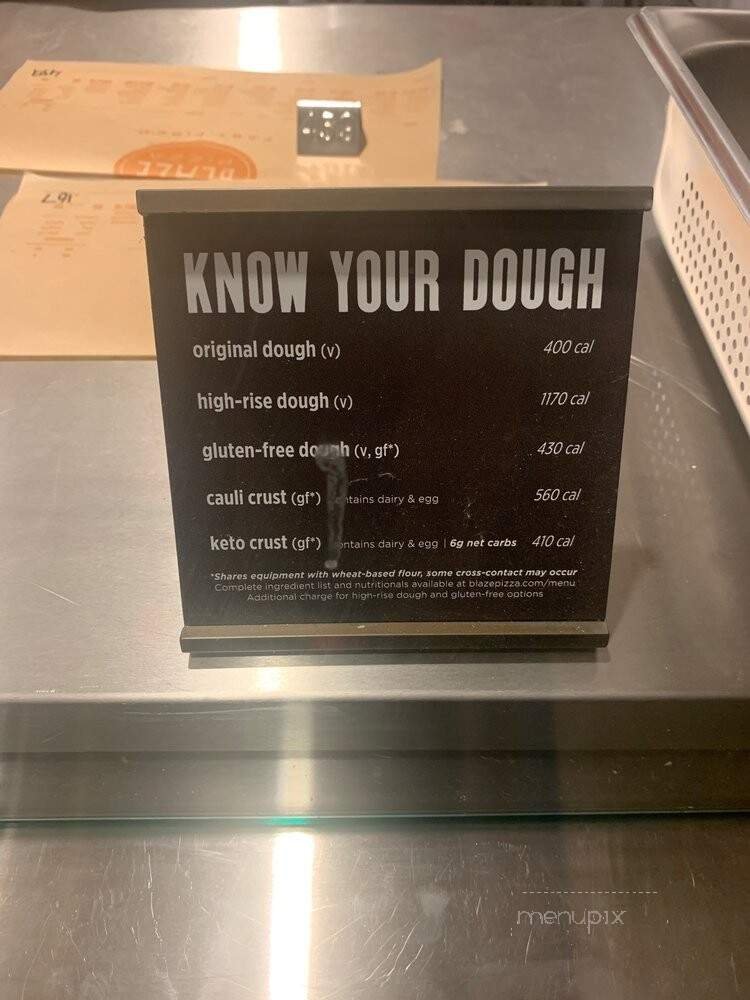 KNOW YOUR DOUGH
original dough (v) 400 cal
high-rise dough (v) 1170 cal
gluten-free dough (v, gf*) 430 cal
cauli crust (gf*) contains dairy & egg 560 cal
keto crust (gf*) contains dairy & egg | 6g net carbs 410 cal
*Shares equipment with wheat-based flour, some cross-contact may occur
Complete ingredient list and nutritionals available at blazepizza.com/menu
Additional charge for high-rise dough and gluten-free options
menupix